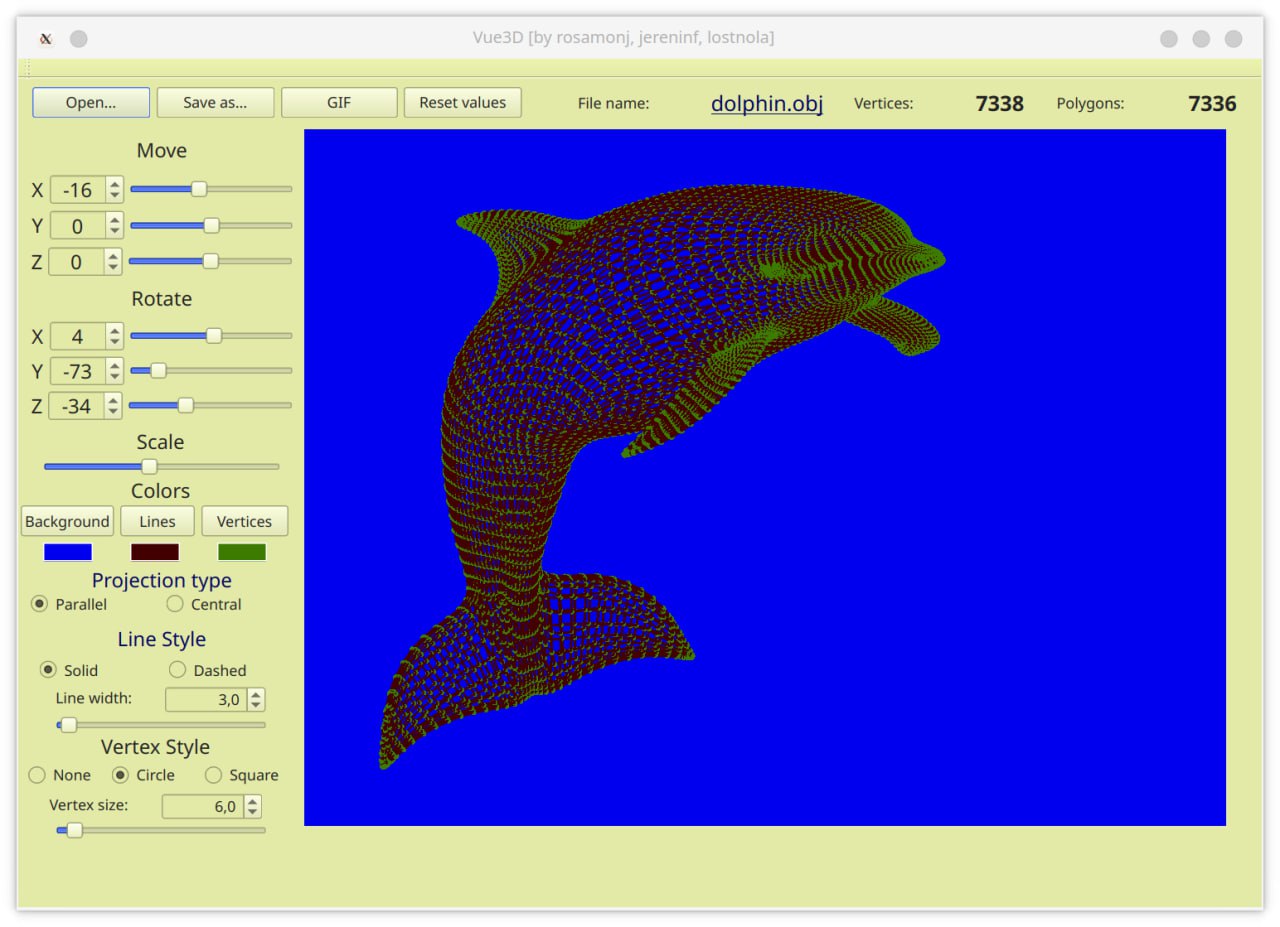 Vue3D [by rosamonj, jereninf, lostnola]
Open... Save as... GIF Reset values File name: dolphin.obj Vertices: 7338 Polygons: 7336
Move
X -16
Y 0
Z 0
Rotate
X 4
Y -73
Z -34
Scale
Colors
Background Lines Vertices
Projection type
Parallel Central
Line Style
Solid Dashed
Line width: 3,0
Vertex Style
None Circle Square
Vertex size: 6,0